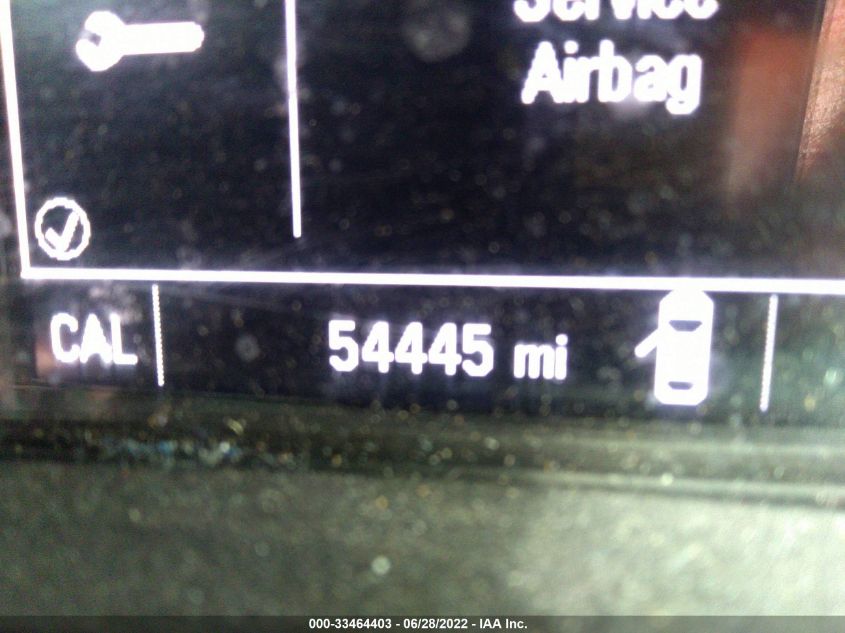 Service
Airbag
CAL
54445 mi
000-33464403 - 06/28/2022 - IAA Inc.